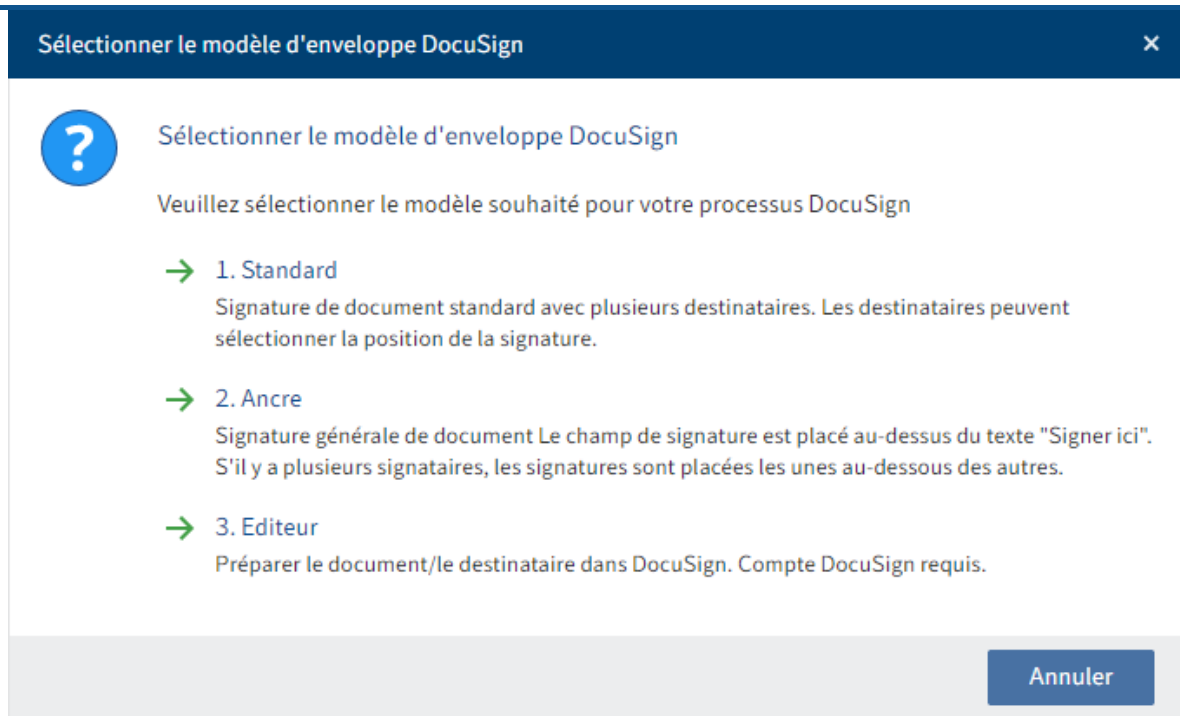 Sélectionner le modèle d'enveloppe DocuSign
Sélectionner le modèle d'enveloppe DocuSign
Veuillez sélectionner le modèle souhaité pour votre processus DocuSign
1. Standard
Signature de document standard avec plusieurs destinataires. Les destinataires peuvent
sélectionner la position de la signature.
2. Ancre
Signature générale de document Le champ de signature est placé au-dessus du texte "Signer ici".
S'il y a plusieurs signataires, les signatures sont placées les unes au-dessous des autres.
3. Editeur
Préparer le document/le destinataire dans DocuSign. Compte DocuSign requis.
Annuler